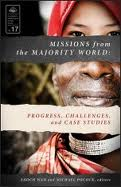 17
MISSIONS from
the MAJORITY WORLD:
PROGRESS, CHALLENGES,
and CASE STUDIES
ENOCH WAN and MICHAEL POCOCK, editors